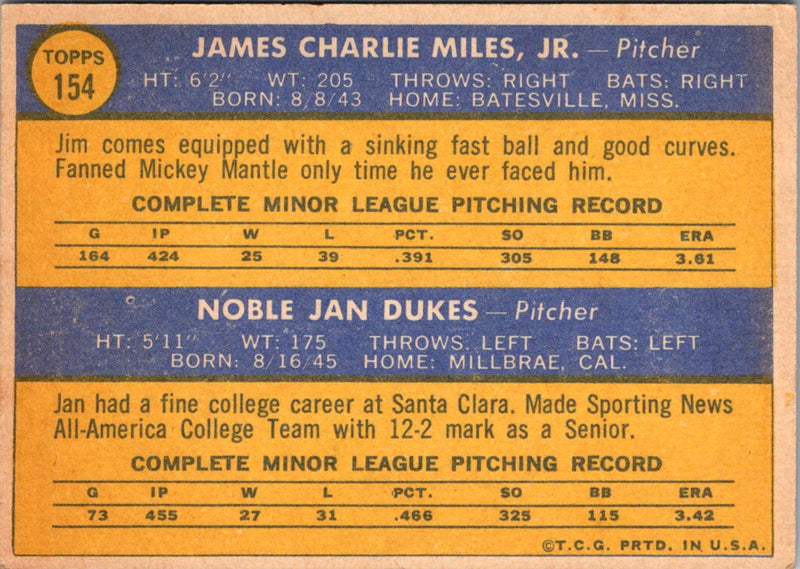 TOPPS
154
JAMES CHARLIE MILES, JR. — Pitcher
HT: 6'2" WT: 205 THROWS: RIGHT BATS: RIGHT
BORN: 8/8/43 HOME: BATESVILLE, MISS.
Jim comes equipped with a sinking fast ball and good curves.
Fanned Mickey Mantle only time he ever faced him.
COMPLETE MINOR LEAGUE PITCHING RECORD
G IP W L PCT. SO BB ERA
164 424 25 39 .391 305 148 3.61
NOBLE JAN DUKES — Pitcher
HT: 5'11" WT: 175 THROWS: LEFT BATS: LEFT
BORN: 8/16/45 HOME: MILLBRAE, CAL.
Jan had a fine college career at Santa Clara. Made Sporting News
All-America College Team with 12-2 mark as a Senior.
COMPLETE MINOR LEAGUE PITCHING RECORD
G IP W L PCT. SO BB ERA
73 455 27 31 .466 325 115 3.42
©T.C.G. PRTD. IN U.S.A.